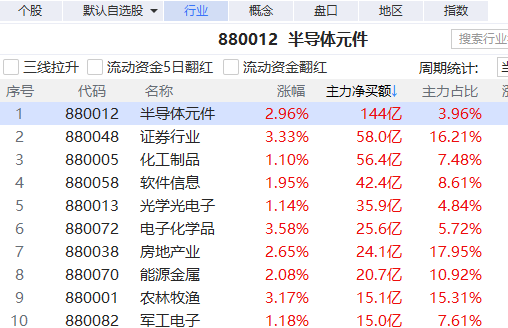 个股 默认自选股 行业 概念 盘口 地区 指数
880012 半导体元件 搜索行业
三线拉升 流动资金5日翻红 流动资金翻红 周期统计：
序号 代码 名称 涨幅 主力净买额↓ 主力占比
1 880012 半导体元件 2.96% 144亿 3.96%
2 880048 证券行业 3.33% 58.0亿 16.21%
3 880005 化工制品 1.10% 56.4亿 7.48%
4 880058 软件信息 1.95% 42.4亿 8.61%
5 880013 光学光电子 1.14% 35.9亿 4.84%
6 880072 电子化学品 3.58% 25.6亿 5.72%
7 880038 房地产业 2.65% 24.1亿 17.95%
8 880070 能源金属 2.08% 20.7亿 10.92%
9 880001 农林牧渔 3.17% 15.1亿 15.31%
10 880082 军工电子 1.18% 15.0亿 7.61%